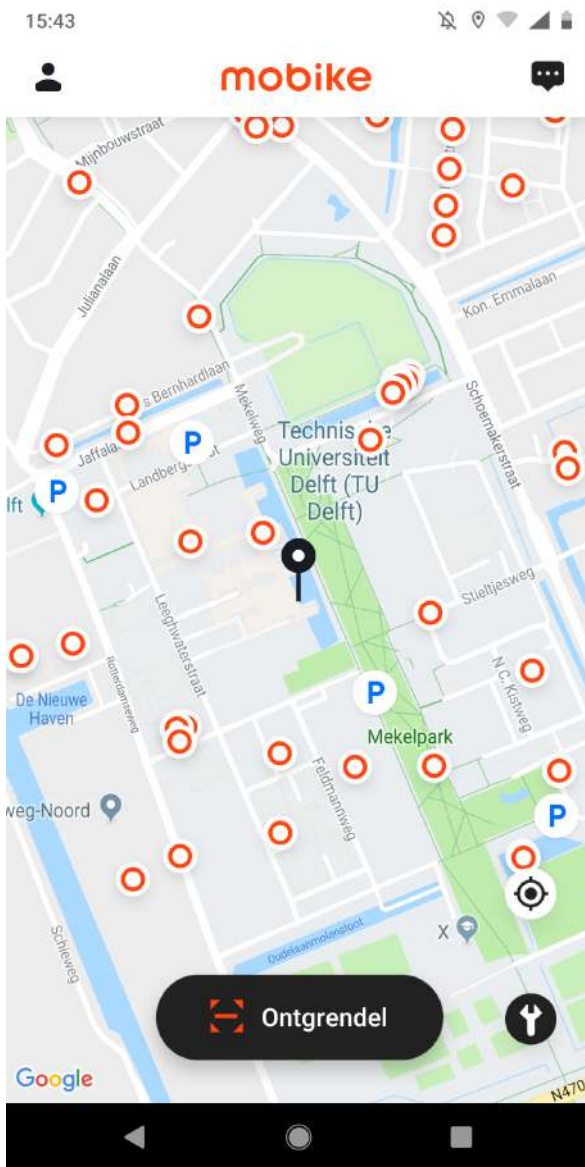 15:43
mobike
Mijnbouwstraat
Julianalaan
Kon. Emmalaan
s Bernhardlaan
Mekelweg
Schoemakerstraat
P
Technische
Universiteit
Delft (TU
Delft)
Jaffala
Landberg
P
lft
Stieltjesweg
Leeghwaterstraat
N.C. Kistweg
Rotterdamseweg
De Nieuwe
Haven
P
Mekelpark
Feldmannweg
weg-Noord
P
Schieweg
Oudelaanmolensloot
X
Ontgrendel
Google
N470